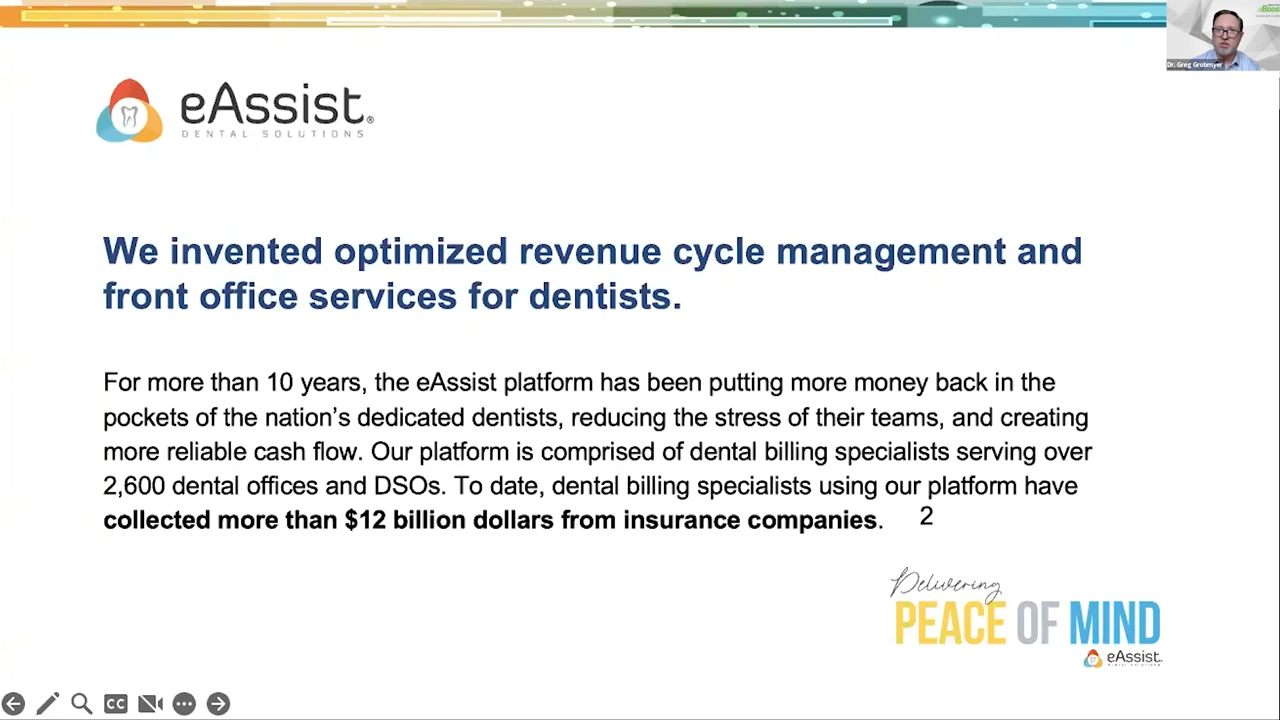 Boos
Dr. Greg Grobmyer
eAssist®
DENTAL SOLUTIONS
We invented optimized revenue cycle management and
front office services for dentists.
For more than 10 years, the eAssist platform has been putting more money back in the
pockets of the nation’s dedicated dentists, reducing the stress of their teams, and creating
more reliable cash flow. Our platform is comprised of dental billing specialists serving over
2,600 dental offices and DSOs. To date, dental billing specialists using our platform have
collected more than $12 billion dollars from insurance companies. 2
Delivering
PEACE OF MIND
eAssist
CC